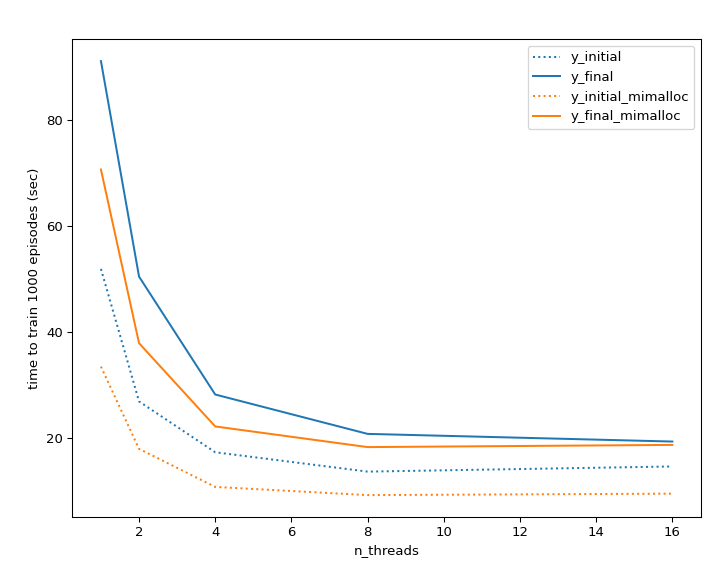 y_initial
y_final
y_initial_mimalloc
y_final_mimalloc
time to train 1000 episodes (sec)
80
60
40
20
2 4 6 8 10 12 14 16
n_threads